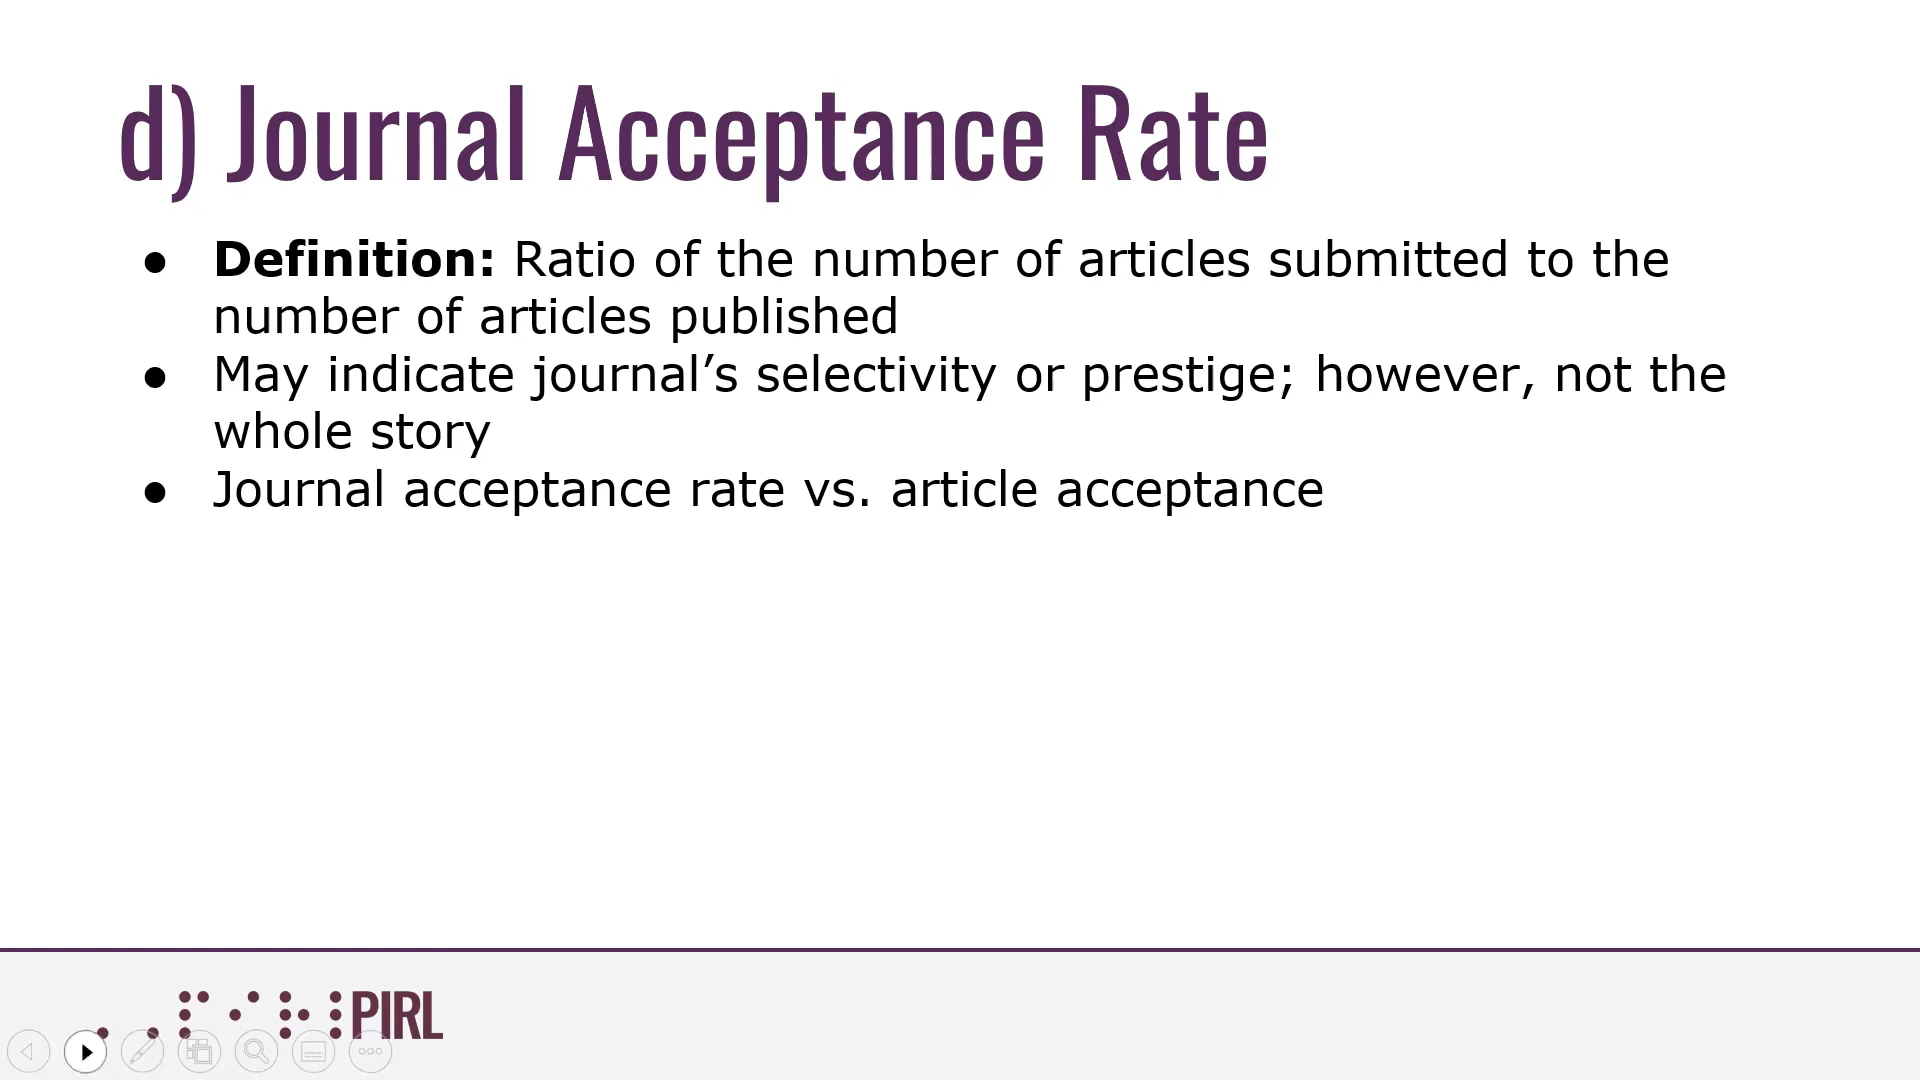 d) Journal Acceptance Rate
● Definition: Ratio of the number of articles submitted to the
number of articles published
● May indicate journal’s selectivity or prestige; however, not the
whole story
● Journal acceptance rate vs. article acceptance
PIRL